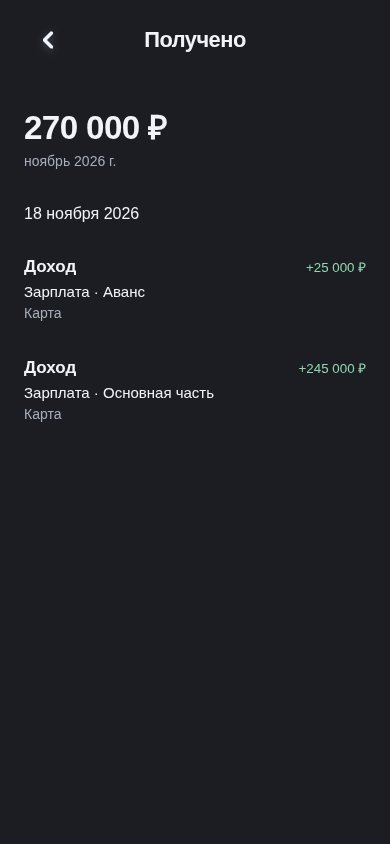 Получено
270 000 ₽
ноябрь 2026 г.
18 ноября 2026
Доход
+25 000 ₽
Зарплата · Аванс
Карта
Доход
+245 000 ₽
Зарплата · Основная часть
Карта